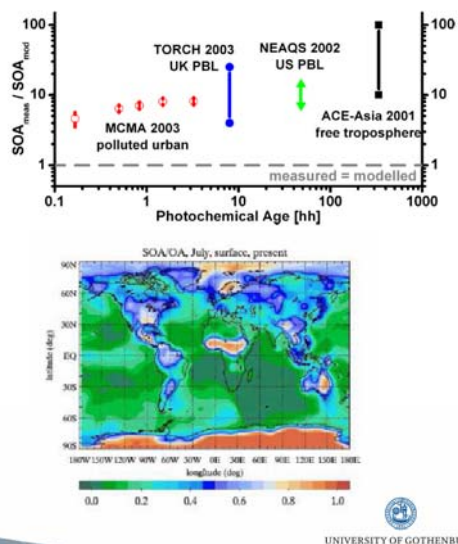 100
10
1
SOA_meas / SOA_mod
TORCH 2003
UK PBL
NEAQS 2002
US PBL
MCMA 2003
polluted urban
ACE-Asia 2001
free troposphere
measured = modelled
100
10
1
0.1 1 10 100 1000
Photochemical Age [hh]
SOA/OA, July, surface, present
90N
60N
30N
EQ
30S
60S
90S
latitude (deg)
180W 150W 120W 90W 60W 30W 0E 30E 60E 90E 120E 150E 180E
longitude (deg)
0.0 0.2 0.4 0.6 0.8 1.0
UNIVERSITY OF GOTHENBU